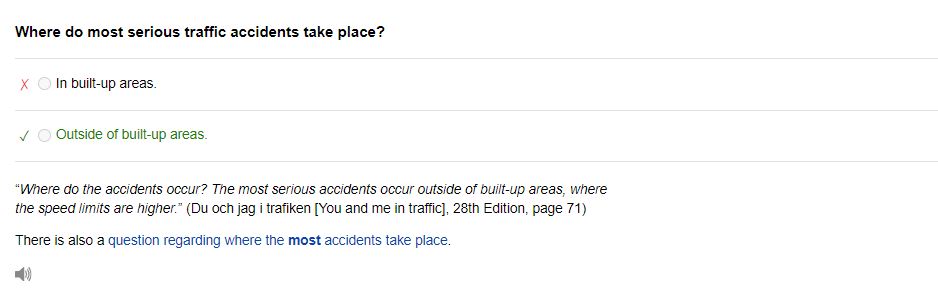 Where do most serious traffic accidents take place?
In built-up areas.
Outside of built-up areas.
“Where do the accidents occur? The most serious accidents occur outside of built-up areas, where
the speed limits are higher.” (Du och jag i trafiken [You and me in traffic], 28th Edition, page 71)
There is also a question regarding where the most accidents take place.